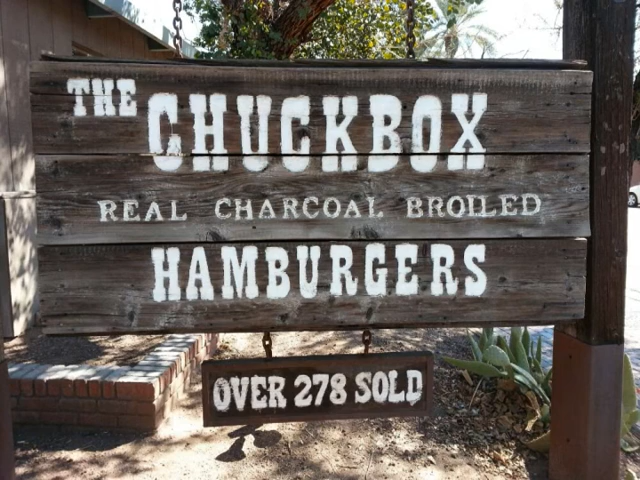 THE CHUCKBOX
REAL CHARCOAL BROILED
HAMBURGERS
OVER 278 SOLD